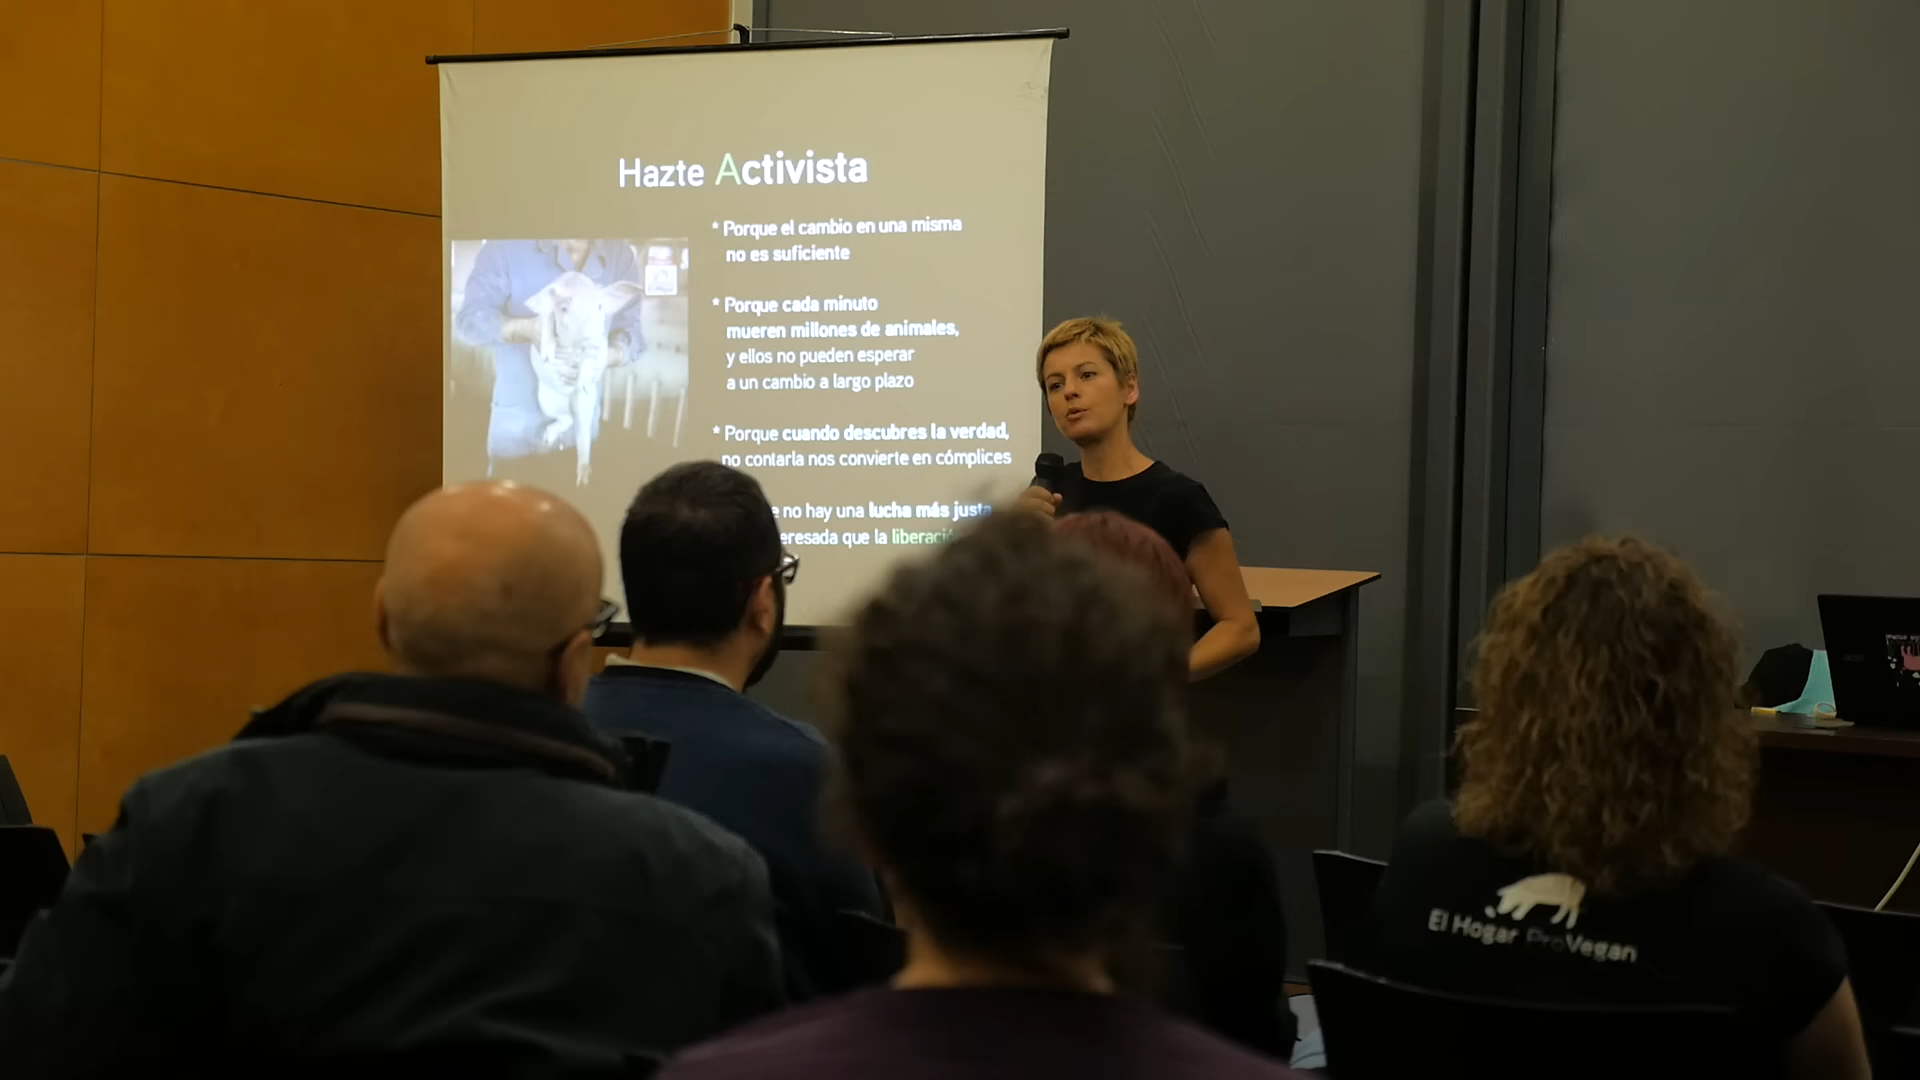 Hazte Activista
* Porque el cambio en una misma
no es suficiente
* Porque cada minuto
mueren millones de animales,
y ellos no pueden esperar
a un cambio a largo plazo
* Porque cuando descubres la verdad,
no contarla nos convierte en cómplices
no hay una lucha más justa
que la
El Hogar ProVegan